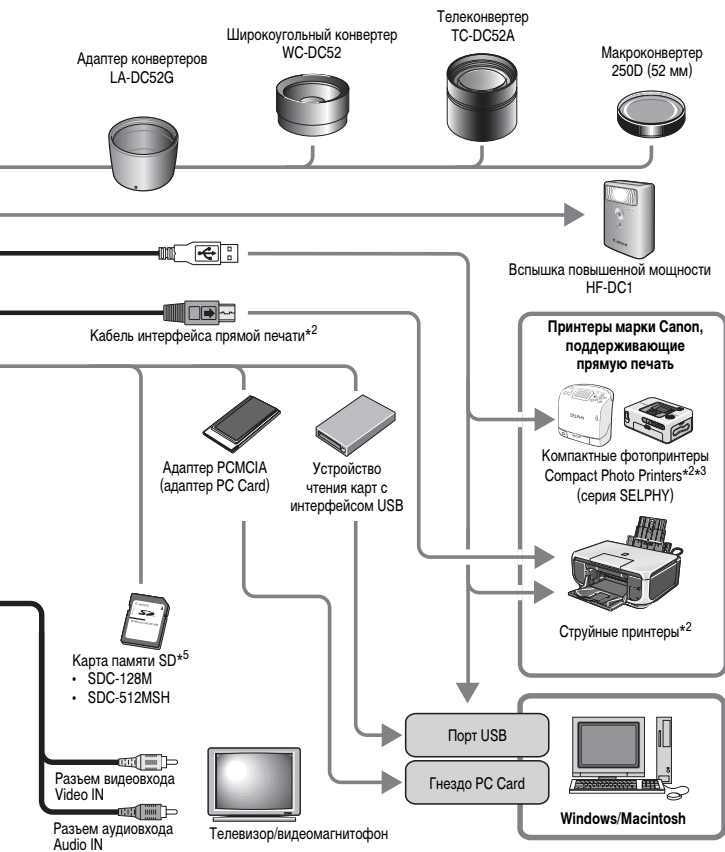 Широкоугольный конвертер
WC-DC52
Телеконвертер
TC-DC52A
Адаптер конвертеров
LA-DC52G
Макроконвертер
250D (52 мм)
Canon
Вспышка повышенной мощности
HF-DC1
Кабель интерфейса прямой печати*2
Принтеры марки Canon,
поддерживающие
прямую печать
SELPHY
Компактные фотопринтеры
Compact Photo Printers*2*3
(серия SELPHY)
Адаптер PCMCIA
(адаптер PC Card)
Устройство
чтения карт с
интерфейсом USB
Струйные принтеры*2
Карта памяти SD*5
• SDC-128M
• SDC-512MSH
Порт USB
Гнездо PC Card
Windows/Macintosh
Разъем видеовхода
Video IN
Разъем аудиовхода
Audio IN
Телевизор/видеомагнитофон